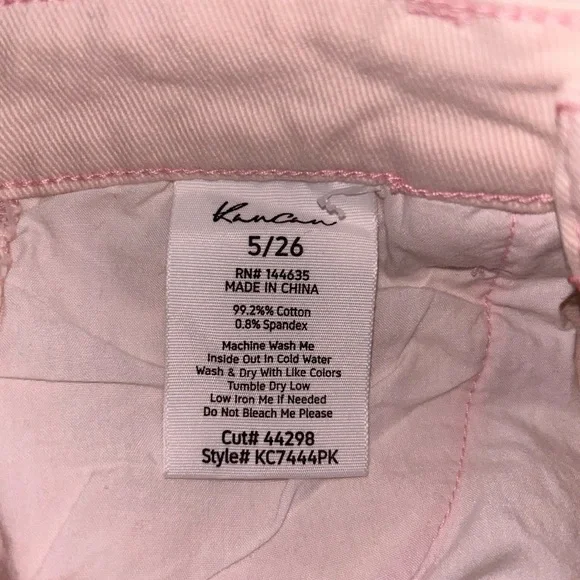 KanCan
5/26
RN# 144635
MADE IN CHINA
99.2%% Cotton
0.8% Spandex
Machine Wash Me
Inside Out In Cold Water
Wash & Dry With Like Colors
Tumble Dry Low
Low Iron Me If Needed
Do Not Bleach Me Please
Cut# 44298
Style# KC7444PK